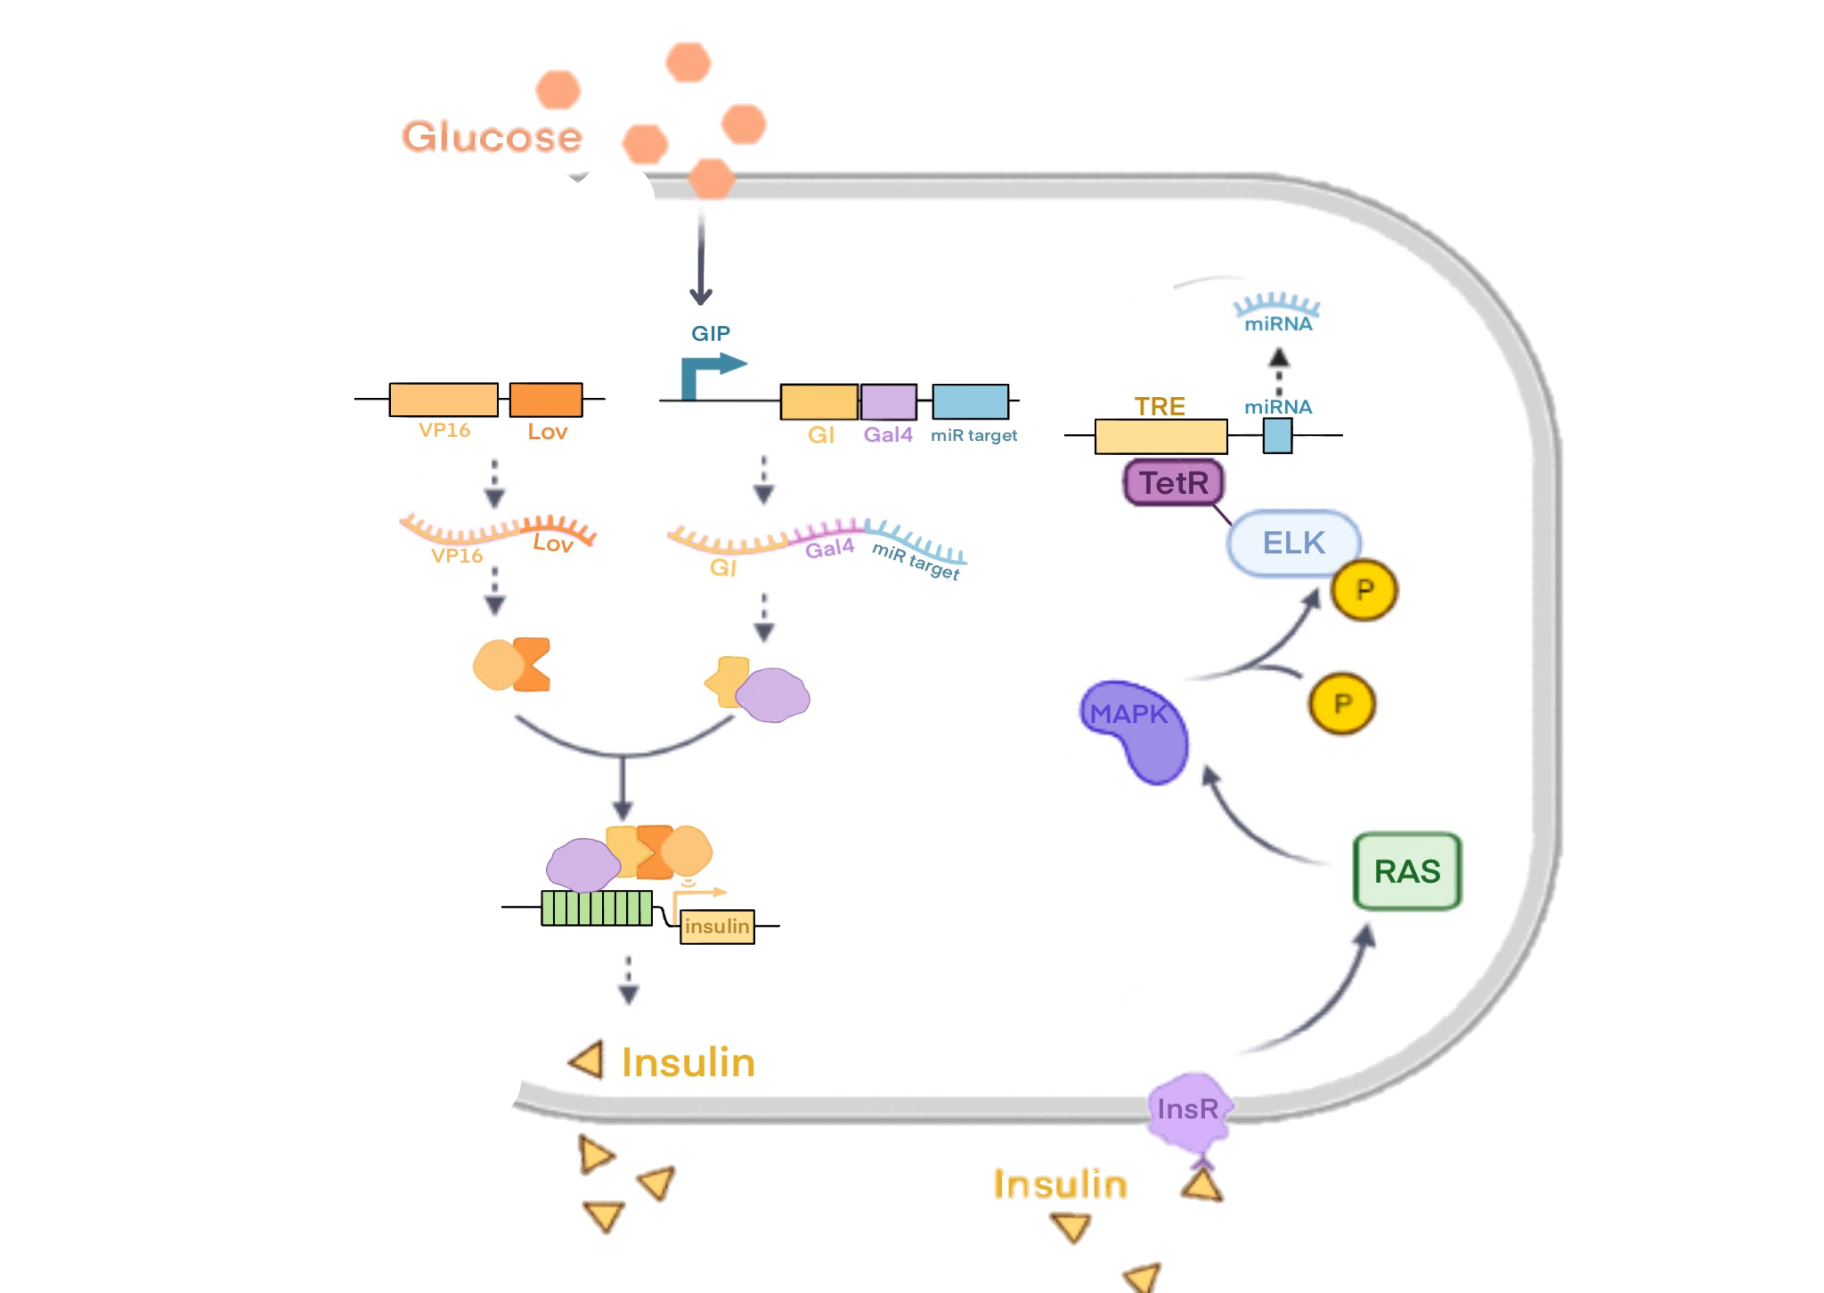 Glucose
GIP
VP16
Lov
GI
Gal4
miR target
VP16
Lov
GI
Gal4
miR target
insulin
Insulin
miRNA
TRE
miRNA
TetR
ELK
P
P
MAPK
RAS
InsR
Insulin